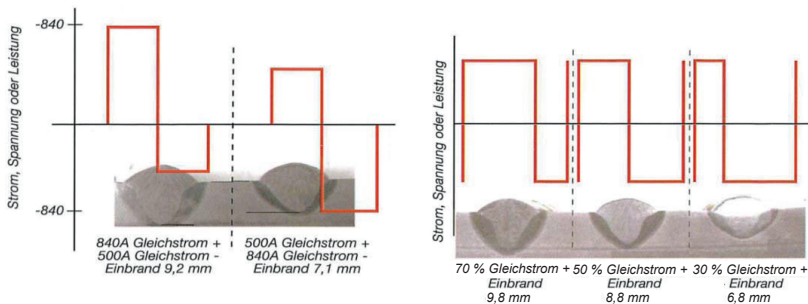 Strom, Spannung oder Leistung
-840
-840
840A Gleichstrom +
500A Gleichstrom -
Einbrand 9,2 mm
500A Gleichstrom +
840A Gleichstrom -
Einbrand 7,1 mm
Strom, Spannung oder Leistung
70 % Gleichstrom +
Einbrand
9,8 mm
50 % Gleichstrom +
Einbrand
8,8 mm
30 % Gleichstrom +
Einbrand
6,8 mm